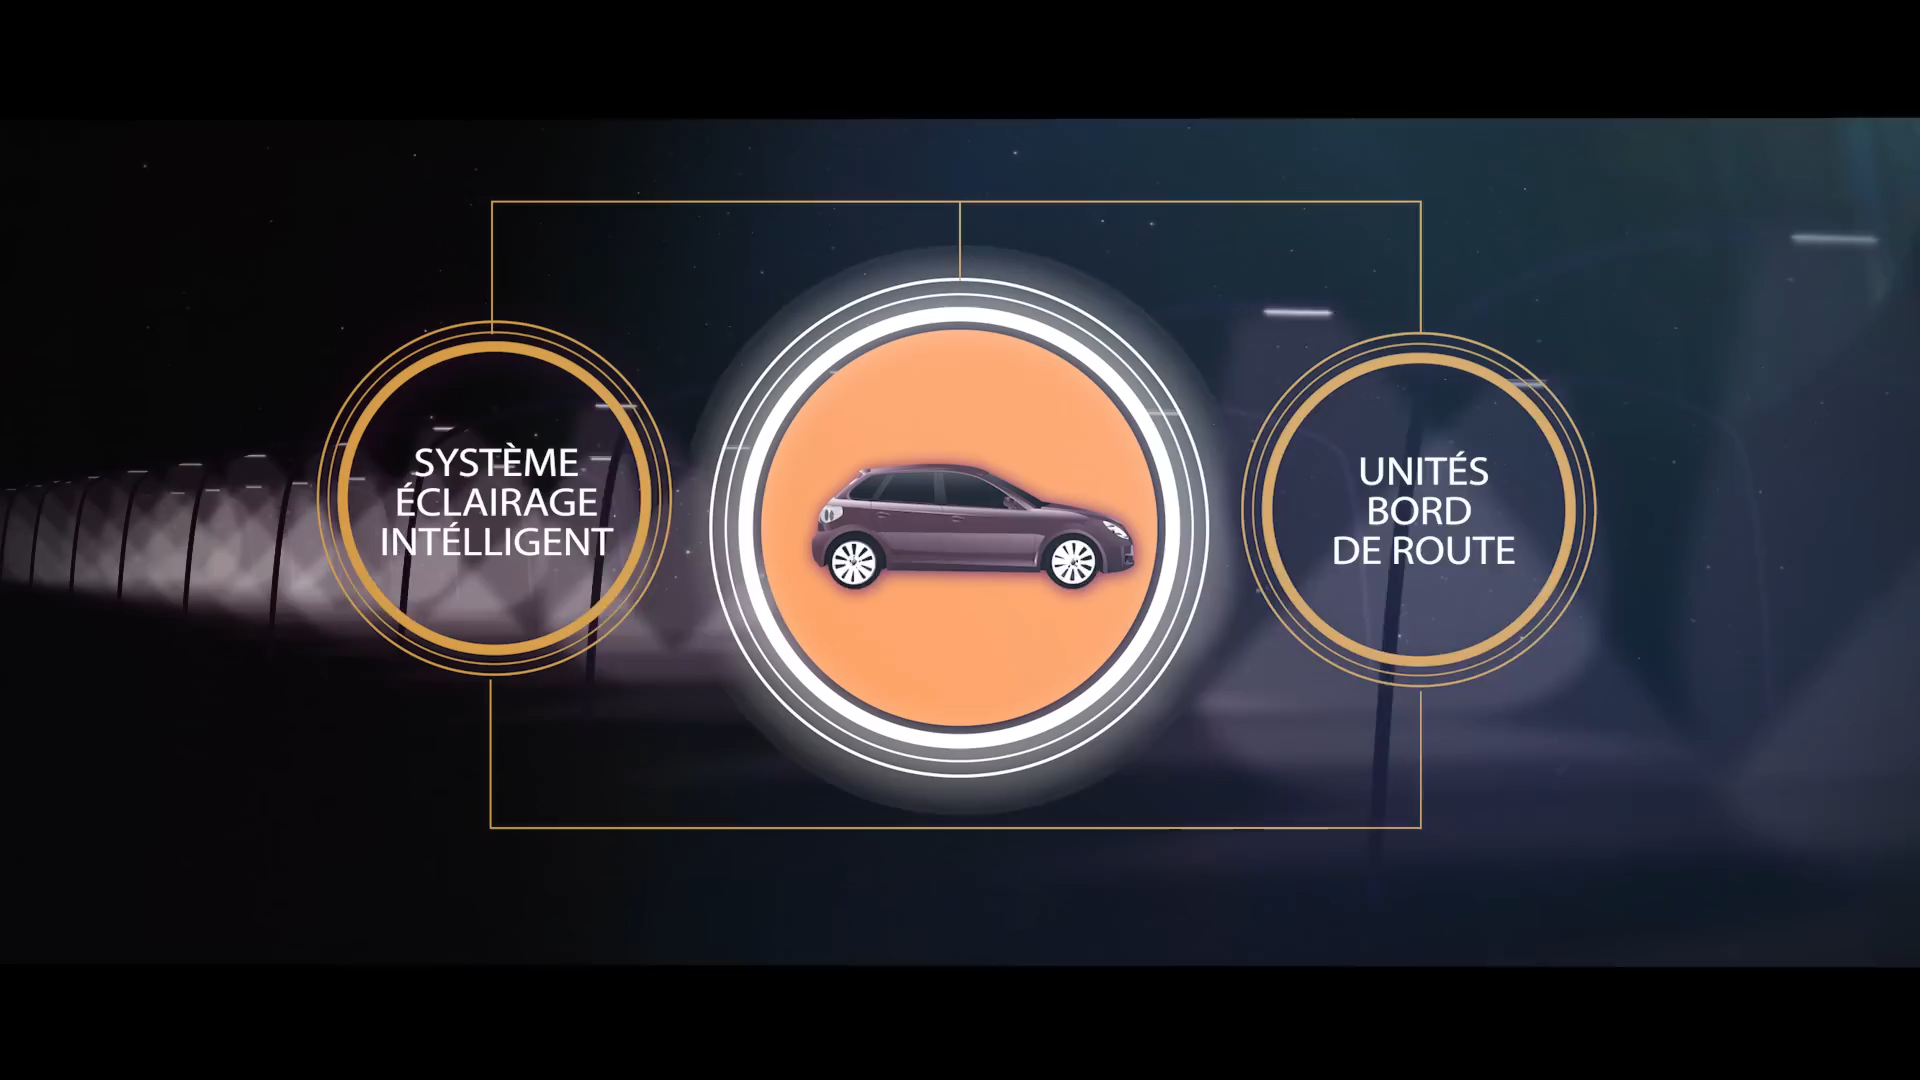 SYSTÈME
ÉCLAIRAGE
INTÉLLIGENT
UNITÉS
BORD
DE ROUTE